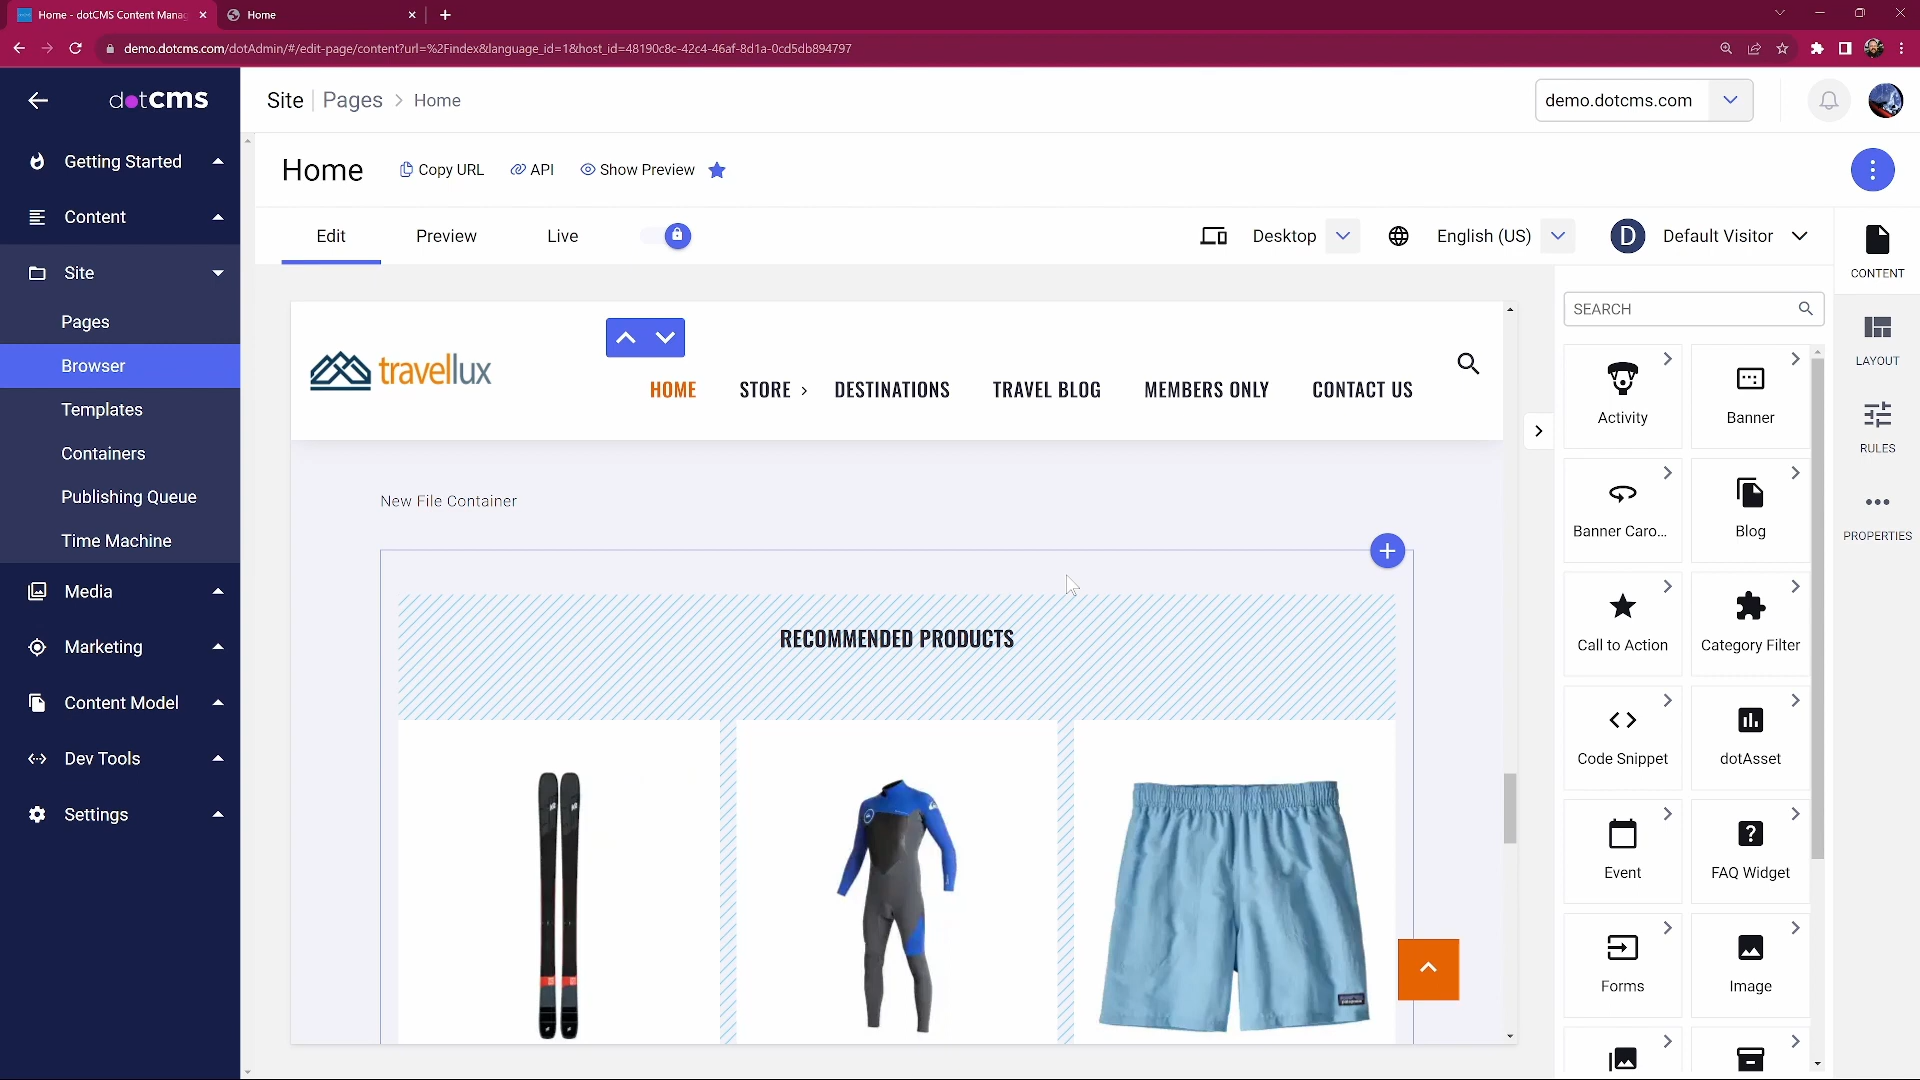 Home - dotCMS Content Manag
Home
demo.dotcms.com/dotAdmin/#/edit-page/content?url=%2Findex&language_id=1&host_id=48190c8c-42c4-46af-8d1a-0cd5db894797
dotcms
Site
Pages > Home
demo.dotcms.com
Getting Started
Content
Site
Pages
Browser
Templates
Containers
Publishing Queue
Time Machine
Media
Marketing
Content Model
Dev Tools
Settings
Home
Copy URL
API
Show Preview
Edit
Preview
Live
Desktop
English (US)
D
Default Visitor
travellux
HOME
STORE >
DESTINATIONS
TRAVEL BLOG
MEMBERS ONLY
CONTACT US
New File Container
RECOMMENDED PRODUCTS
SEARCH
Activity
Banner
Banner Caro...
Blog
Call to Action
Category Filter
Code Snippet
dotAsset
Event
FAQ Widget
Forms
Image
CONTENT
LAYOUT
RULES
PROPERTIES